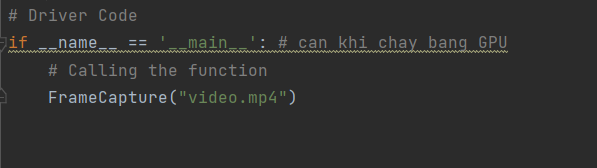 # Driver Code
if __name__ == '__main__': # can khi chay bang GPU
# Calling the function
FrameCapture("video.mp4")